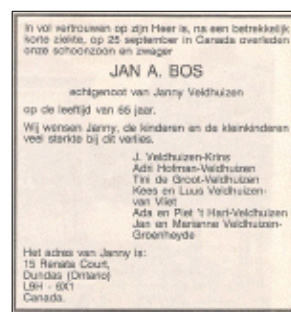 In vol vertrouwen op zijn Heer is, na een betrekkelijk
korte ziekte, op 25 september in Canada overleden
onze schoonzoon en zwager
JAN A. BOS
echtgenoot van Janny Veldhuizen
op de leeftijd van 66 jaar.
Wij wensen Janny, de kinderen en de kleinkinderen
veel sterkte bij dit verlies.
J. Veldhuizen-Krins
Adri Hofman-Veldhuizen
Tini de Groot-Veldhuizen
Kees en Luus Veldhuizen-
van Vliet
Ada en Piet 't Hart-Veldhuizen
Jan en Marianne Veldhuizen-
Groenheyde
Het adres van Janny is:
15 Renata Court,
Dundas (Ontario)
L9H - 6X1
Canada.